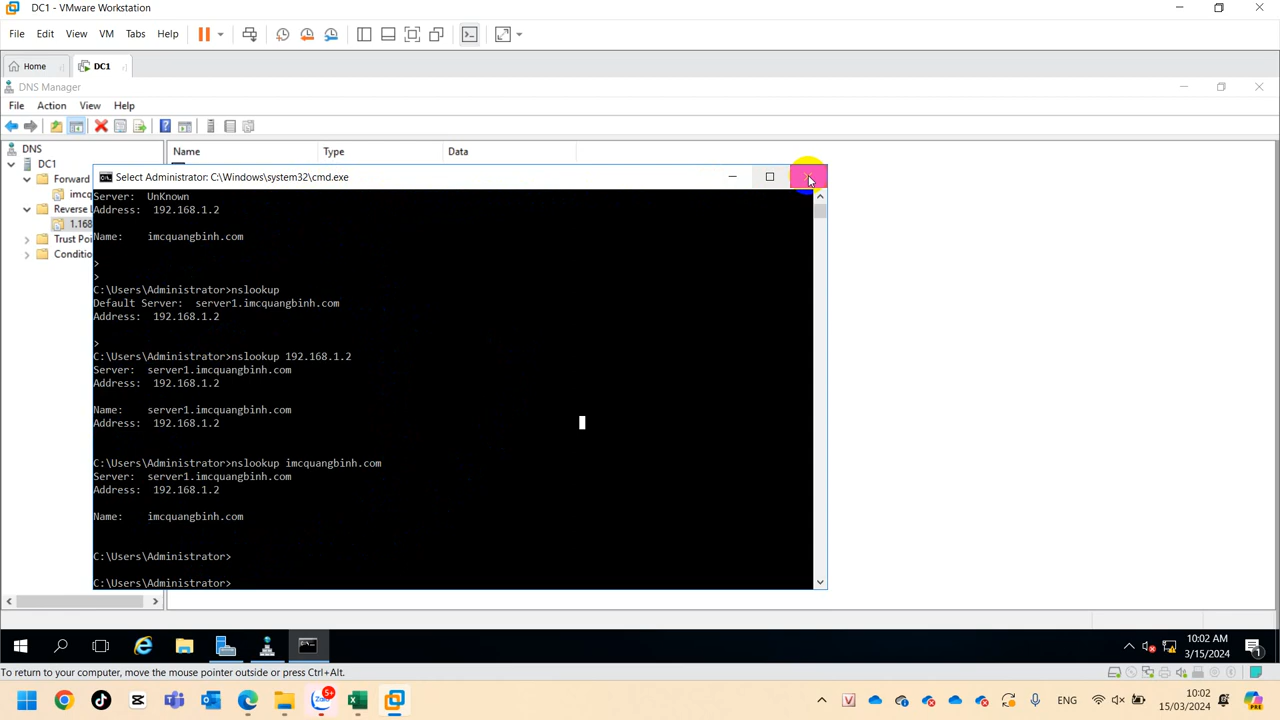 DC1 - VMware Workstation
File Edit View VM Tabs Help
Home DC1
DNS Manager
File Action View Help
DNS
DC1
Forward
imcq
Reverse
1.168
Trust Poi
Conditio
Name Type Data
Select Administrator: C:\Windows\system32\cmd.exe
Server: UnKnown
Address: 192.168.1.2
Name: imcquangbinh.com
>
>
C:\Users\Administrator>nslookup
Default Server: server1.imcquangbinh.com
Address: 192.168.1.2
>
C:\Users\Administrator>nslookup 192.168.1.2
Server: server1.imcquangbinh.com
Address: 192.168.1.2
Name: server1.imcquangbinh.com
Address: 192.168.1.2
C:\Users\Administrator>nslookup imcquangbinh.com
Server: server1.imcquangbinh.com
Address: 192.168.1.2
Name: imcquangbinh.com
C:\Users\Administrator>
C:\Users\Administrator>
10:02 AM
3/15/2024
1
To return to your computer, move the mouse pointer outside or press Ctrl+Alt.
Zalo
5+
ENG
10:02
15/03/2024
PRE